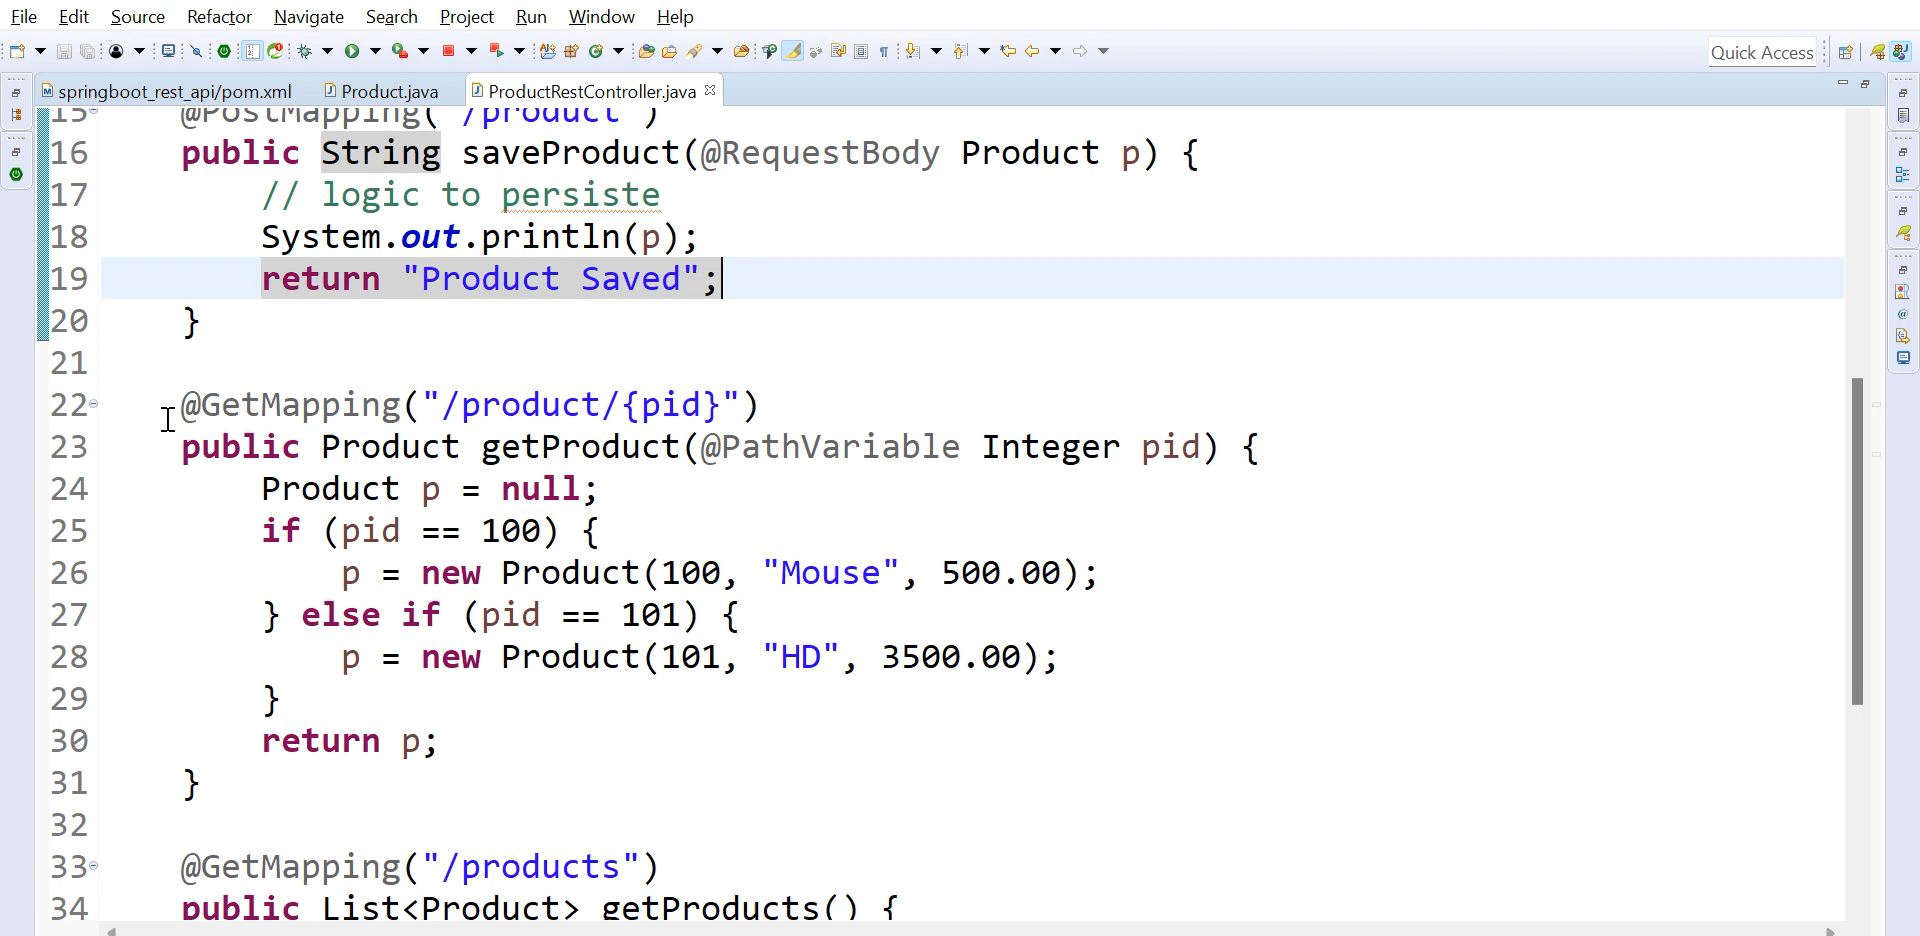 File Edit Source Refactor Navigate Search Project Run Window Help
Quick Access
springboot_rest_api/pom.xml Product.java ProductRestController.java
15 @PostMapping("/product")
16 public String saveProduct(@RequestBody Product p) {
17 // logic to persiste
18 System.out.println(p);
19 return "Product Saved";
20 }
21
22 @GetMapping("/product/{pid}")
23 public Product getProduct(@PathVariable Integer pid) {
24 Product p = null;
25 if (pid == 100) {
26 p = new Product(100, "Mouse", 500.00);
27 } else if (pid == 101) {
28 p = new Product(101, "HD", 3500.00);
29 }
30 return p;
31 }
32
33 @GetMapping("/products")
34 public List<Product> getProducts() {